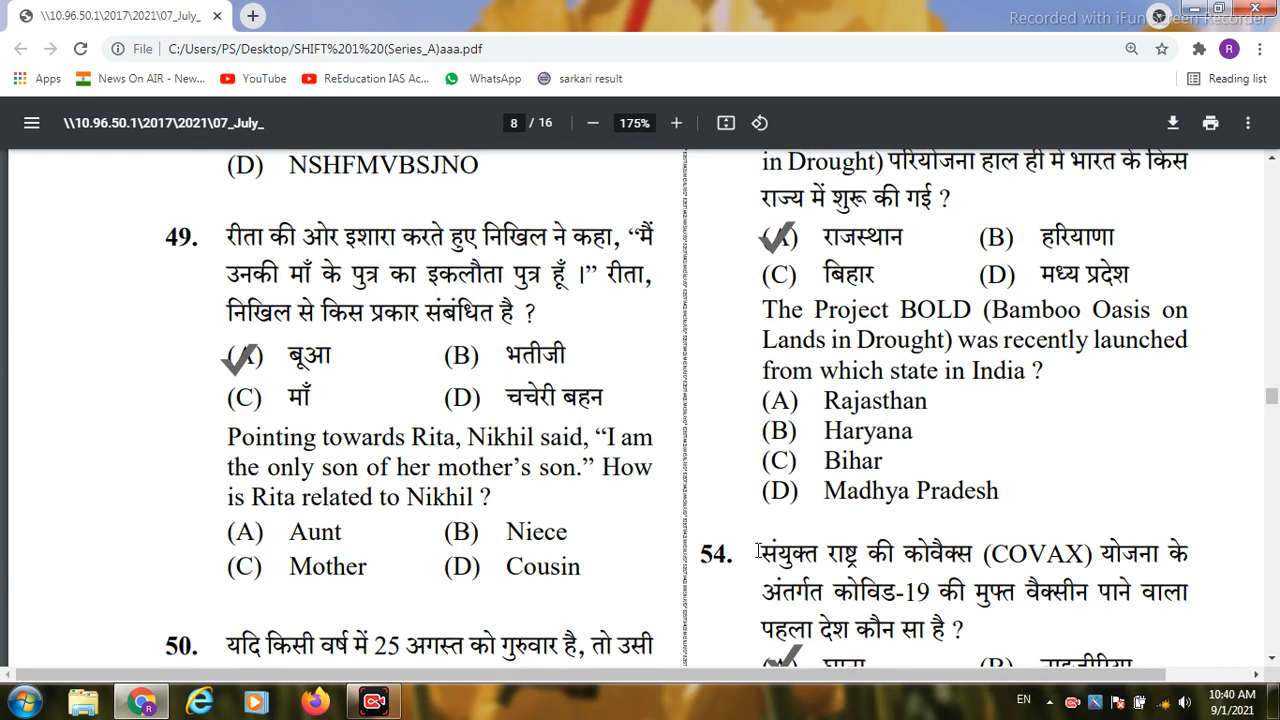 \\10.96.50.1\2017\2021\07_July_
Recorded with iFun Screen Recorder
File C:/Users/PS/Desktop/SHIFT%201%20(Series_A)aaa.pdf
R
Apps News On AIR - New... YouTube ReEducation IAS Ac... WhatsApp sarkari result Reading list
\\10.96.50.1\2017\2021\07_July_ 8 / 16 175%
(D) NSHFMVBSJNO
49. रीता की ओर इशारा करते हुए निखिल ने कहा, “मैं
उनकी माँ के पुत्र का इकलौता पुत्र हूँ ।” रीता,
निखिल से किस प्रकार संबंधित है ?
(A) बूआ (B) भतीजी
(C) माँ (D) चचेरी बहन
Pointing towards Rita, Nikhil said, “I am
the only son of her mother’s son.” How
is Rita related to Nikhil ?
(A) Aunt (B) Niece
(C) Mother (D) Cousin
50. यदि किसी वर्ष में 25 अगस्त को गुरुवार है, तो उसी
in Drought) परियोजना हाल ही में भारत के किस
राज्य में शुरू की गई ?
(A) राजस्थान (B) हरियाणा
(C) बिहार (D) मध्य प्रदेश
The Project BOLD (Bamboo Oasis on
Lands in Drought) was recently launched
from which state in India ?
(A) Rajasthan
(B) Haryana
(C) Bihar
(D) Madhya Pradesh
54. संयुक्त राष्ट्र की कोवैक्स (COVAX) योजना के
अंतर्गत कोविड-19 की मुफ्त वैक्सीन पाने वाला
पहला देश कौन सा है ?
(A) घाना (B) नाइजीरिया
EN 10:40 AM
9/1/2021